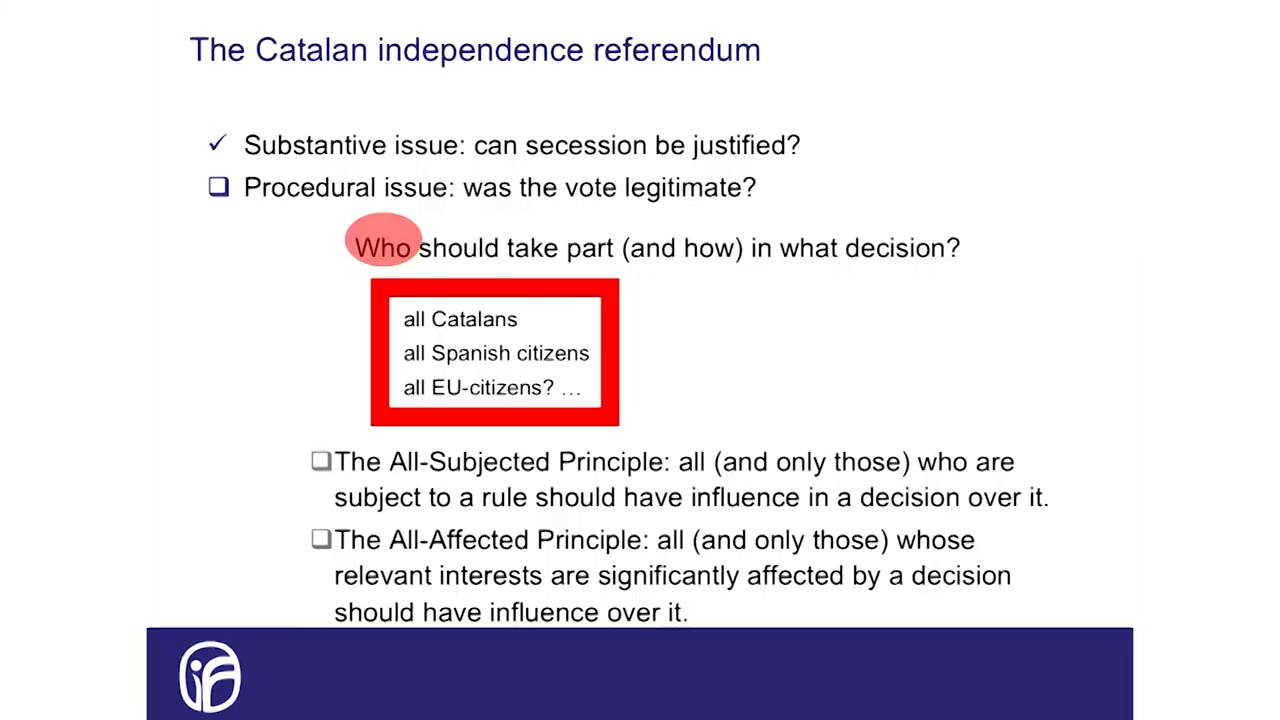 The Catalan independence referendum
✓ Substantive issue: can secession be justified?
❑ Procedural issue: was the vote legitimate?
Who should take part (and how) in what decision?
all Catalans
all Spanish citizens
all EU-citizens? …
❑The All-Subjected Principle: all (and only those) who are
subject to a rule should have influence in a decision over it.
❑The All-Affected Principle: all (and only those) whose
relevant interests are significantly affected by a decision
should have influence over it.